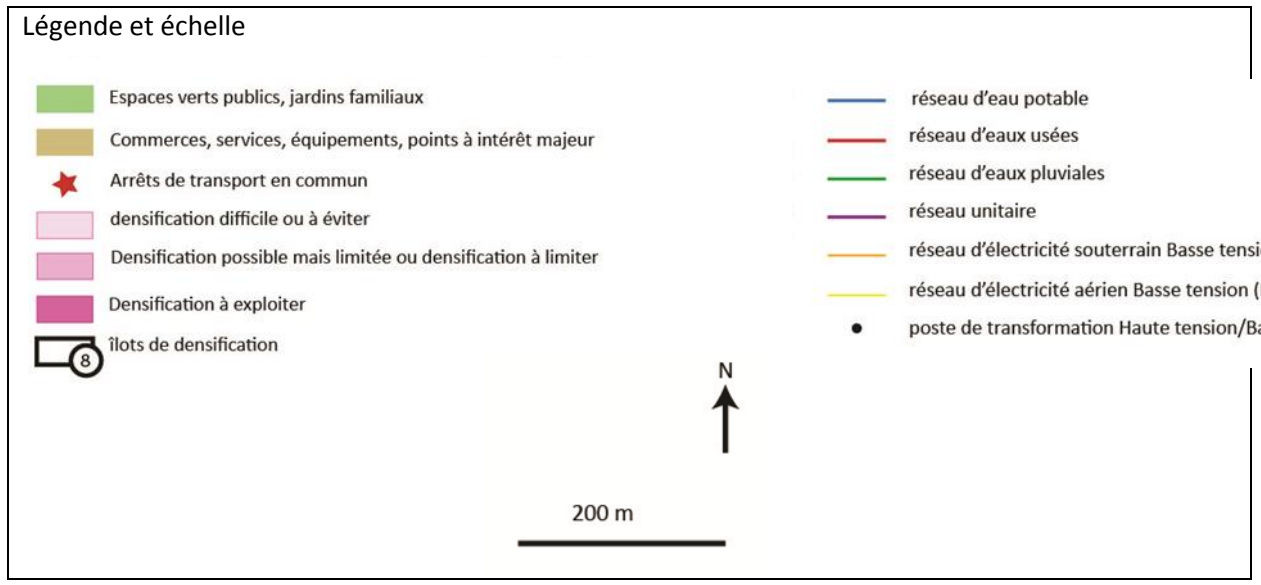 Légende et échelle
Espaces verts publics, jardins familiaux
Commerces, services, équipements, points à intérêt majeur
Arrêts de transport en commun
densification difficile ou à éviter
Densification possible mais limitée ou densification à limiter
Densification à exploiter
8
îlots de densification
réseau d'eau potable
réseau d'eaux usées
réseau d'eaux pluviales
réseau unitaire
réseau d'électricité souterrain Basse tensi
réseau d'électricité aérien Basse tension (
poste de transformation Haute tension/Ba
N
200 m